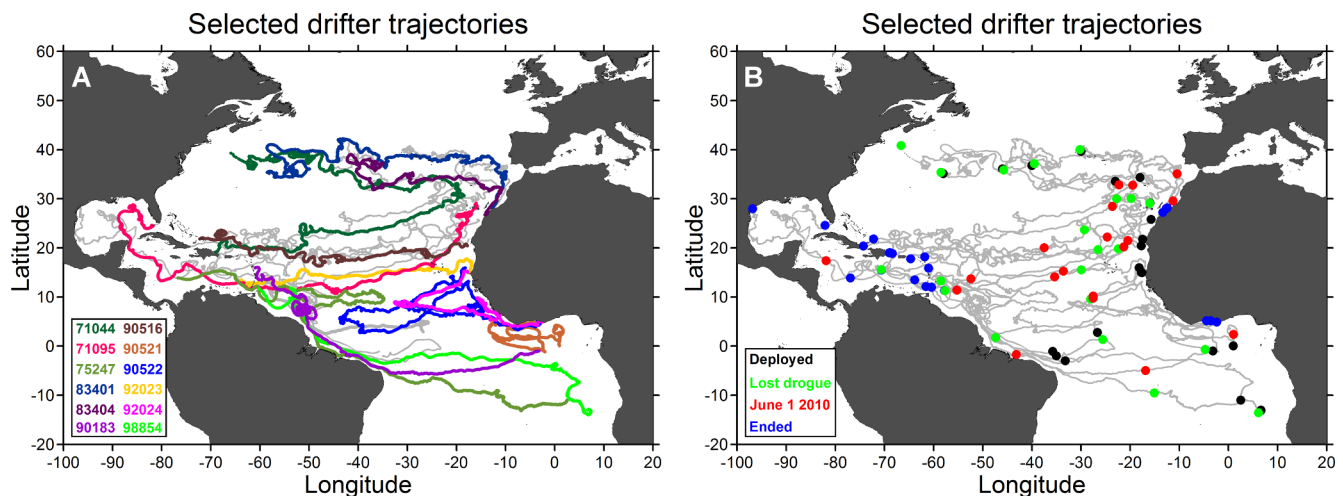 Selected drifter trajectories
A
60
50
40
30
20
10
0
-10
-20
Latitude
71044 90516
71095 90521
75247 90522
83401 92023
83404 92024
90183 98854
-100 -90 -80 -70 -60 -50 -40 -30 -20 -10 0 10 20
Longitude
Selected drifter trajectories
B
60
50
40
30
20
10
0
-10
-20
Latitude
Deployed
Lost drogue
June 1 2010
Ended
-100 -90 -80 -70 -60 -50 -40 -30 -20 -10 0 10 20
Longitude